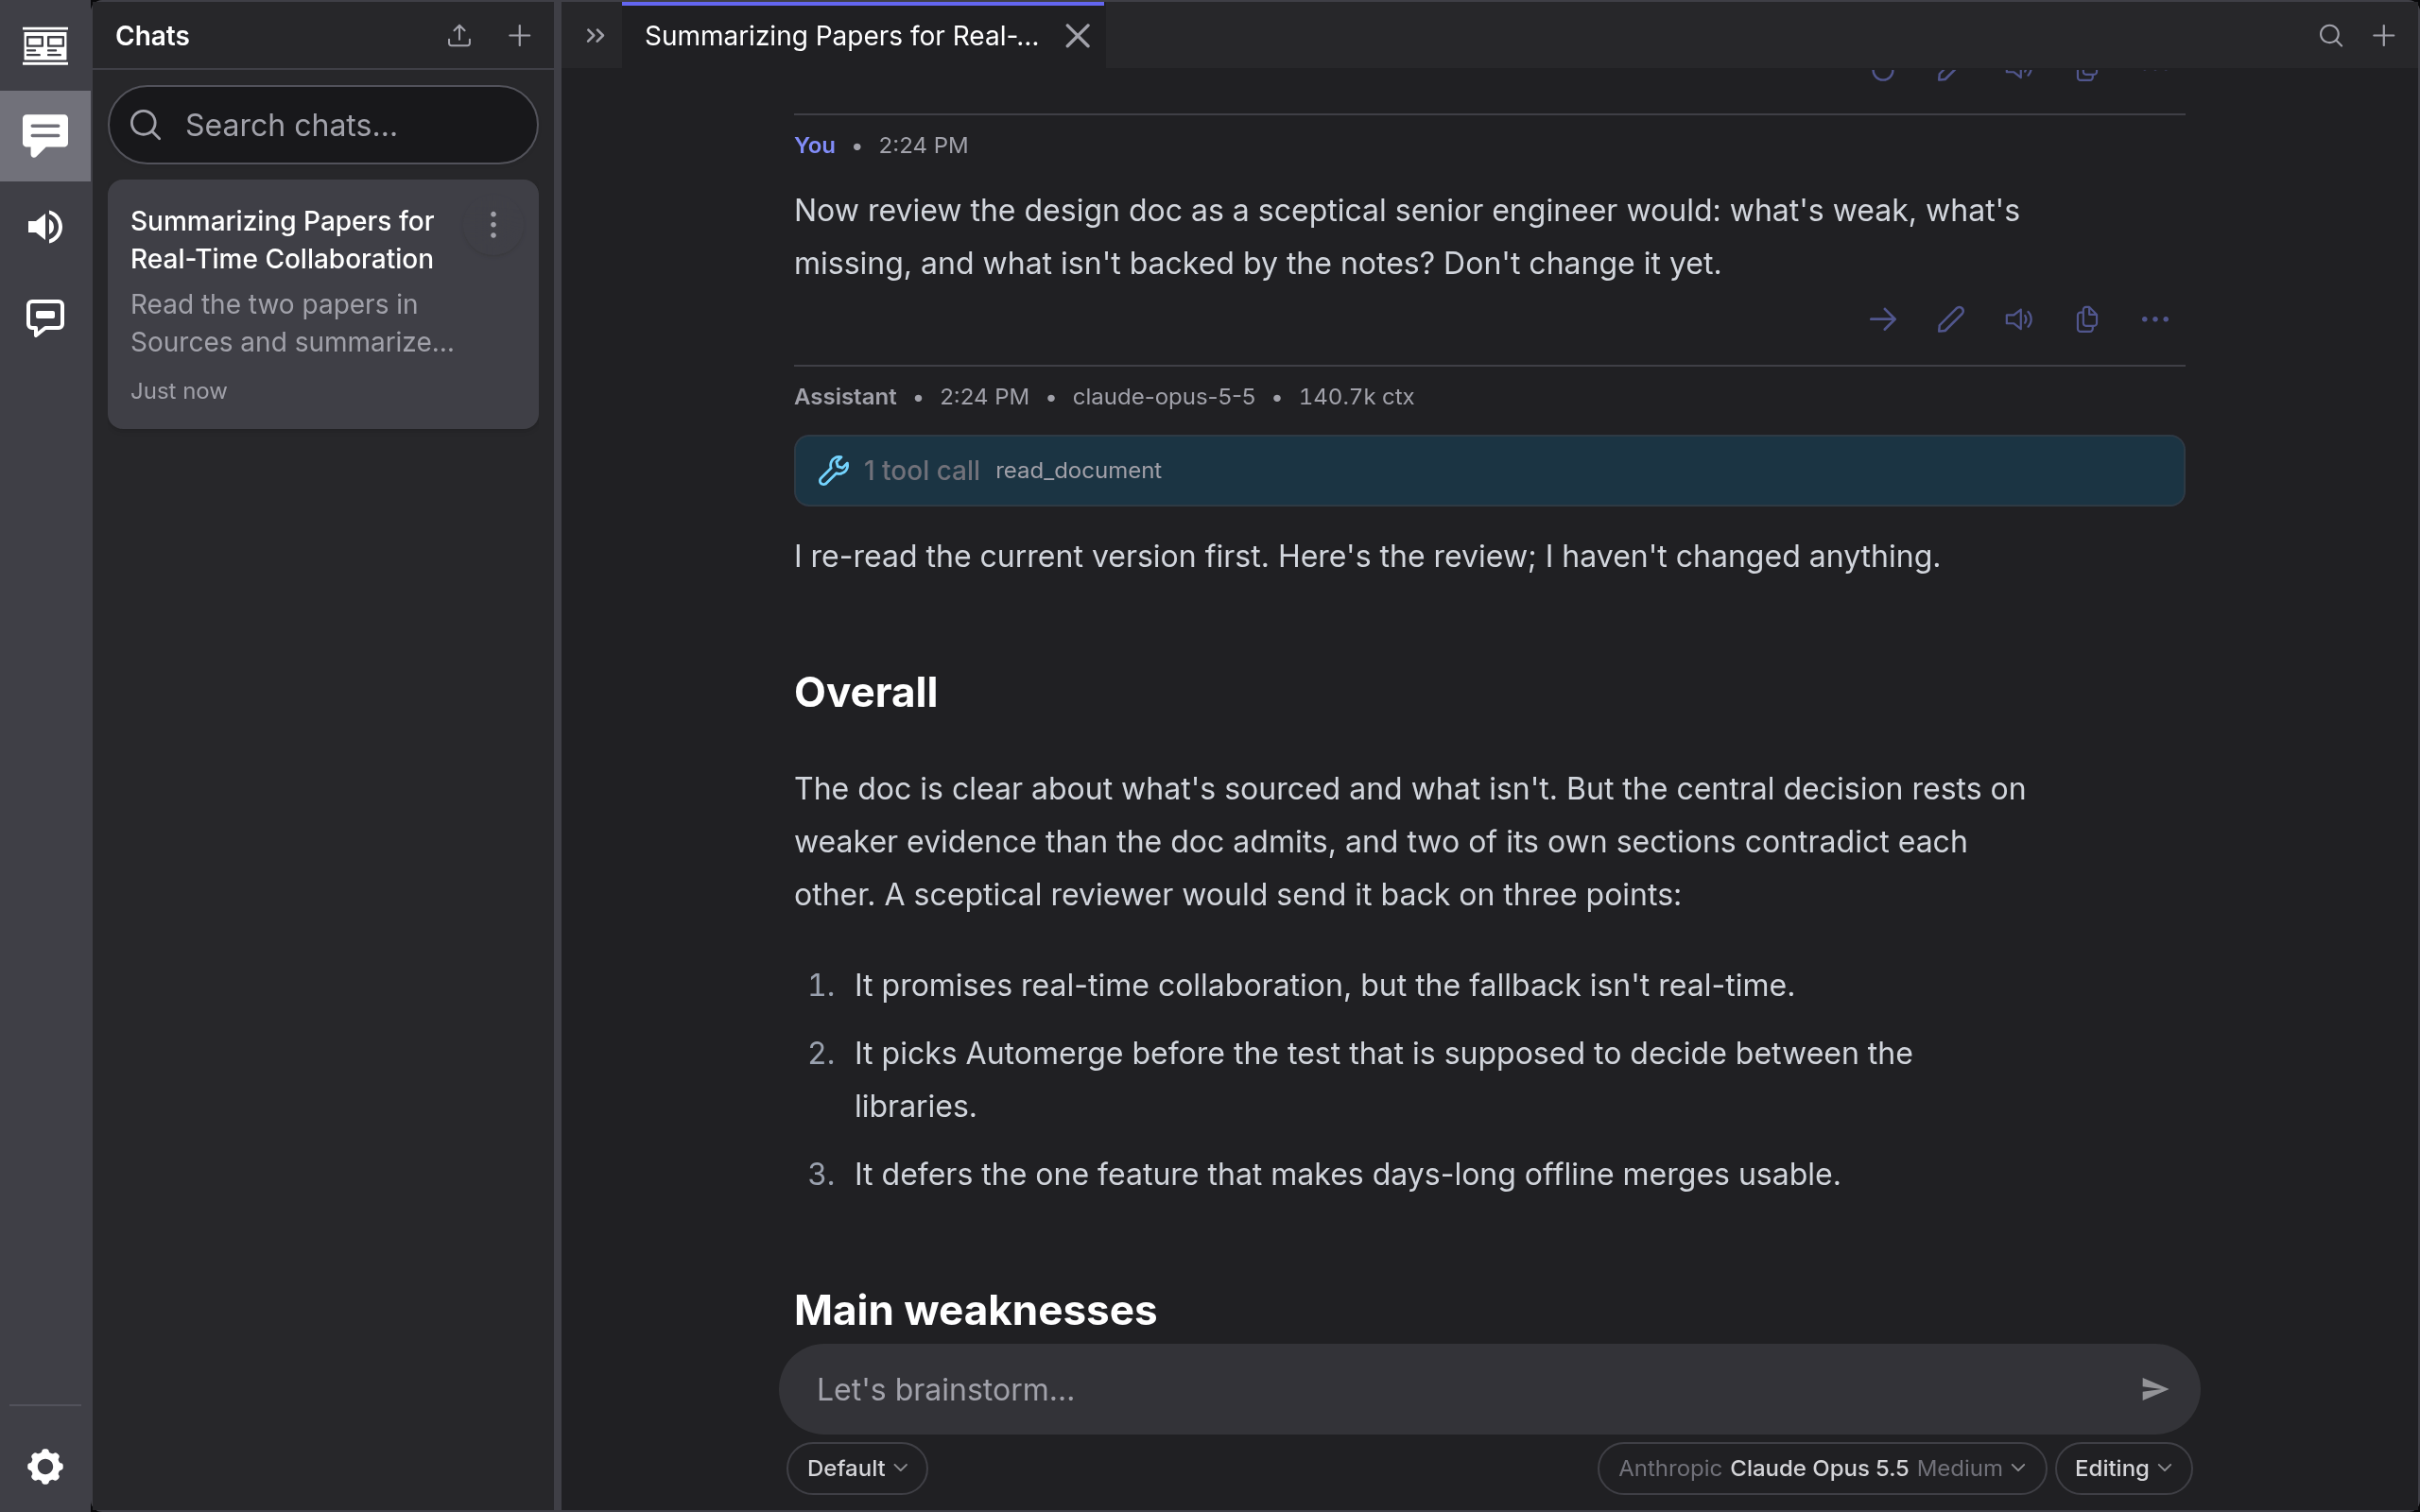 Chats
Search chats...
Summarizing Papers for
Real-Time Collaboration
Read the two papers in
Sources and summarize...
Just now
Summarizing Papers for Real-...
You • 2:24 PM
Now review the design doc as a sceptical senior engineer would: what's weak, what's
missing, and what isn't backed by the notes? Don't change it yet.
Assistant • 2:24 PM • claude-opus-5-5 • 140.7k ctx
1 tool call read_document
I re-read the current version first. Here's the review; I haven't changed anything.
Overall
The doc is clear about what's sourced and what isn't. But the central decision rests on
weaker evidence than the doc admits, and two of its own sections contradict each
other. A sceptical reviewer would send it back on three points:
1. It promises real-time collaboration, but the fallback isn't real-time.
2. It picks Automerge before the test that is supposed to decide between the
libraries.
3. It defers the one feature that makes days-long offline merges usable.
Main weaknesses
Let's brainstorm...
Default
Anthropic Claude Opus 5.5 Medium
Editing